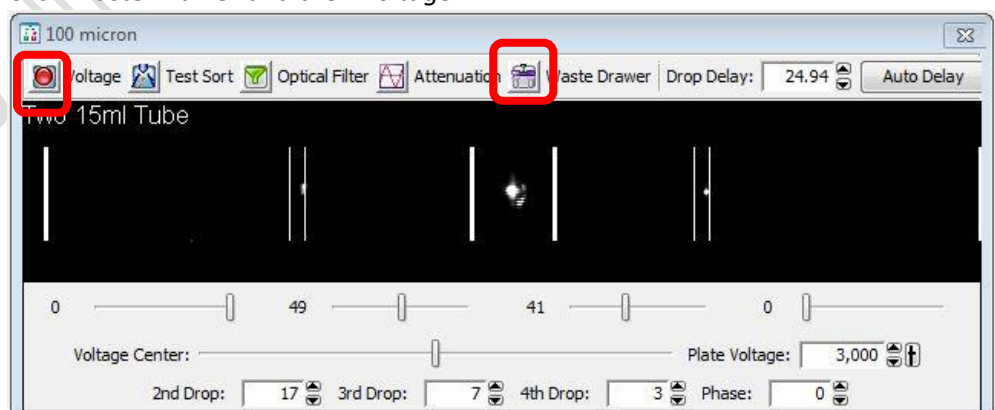 100 micron
Voltage Test Sort Optical Filter Attenuation Waste Drawer Drop Delay: 24.94 Auto Delay
Two 15ml Tube
0 49 41 0
Voltage Center: Plate Voltage: 3,000
2nd Drop: 17 3rd Drop: 7 4th Drop: 3 Phase: 0